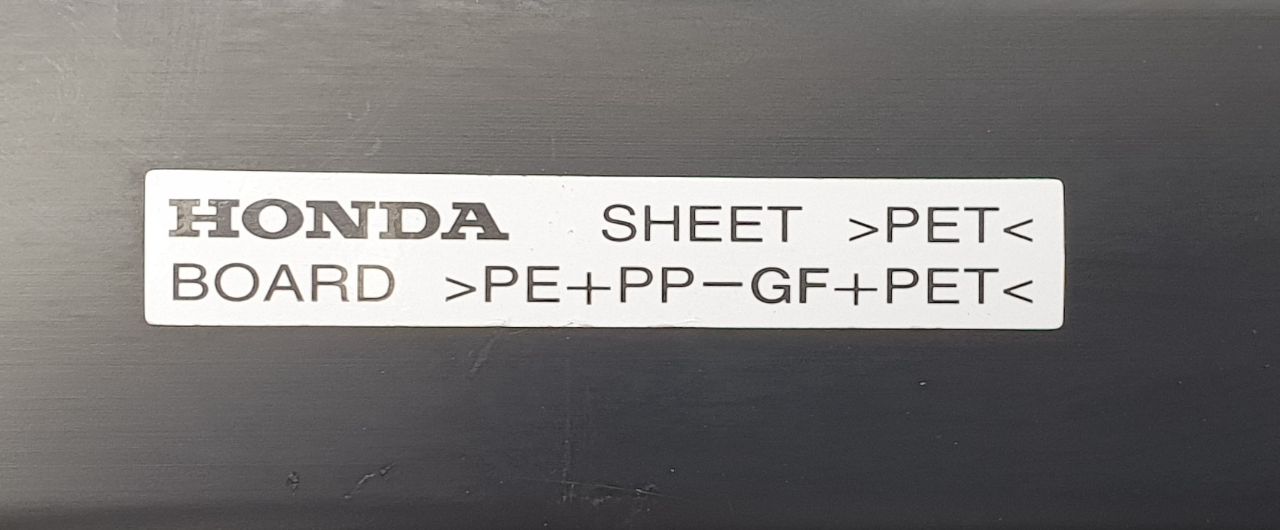 HONDA SHEET >PET<
BOARD >PE+PP-GF+PET<